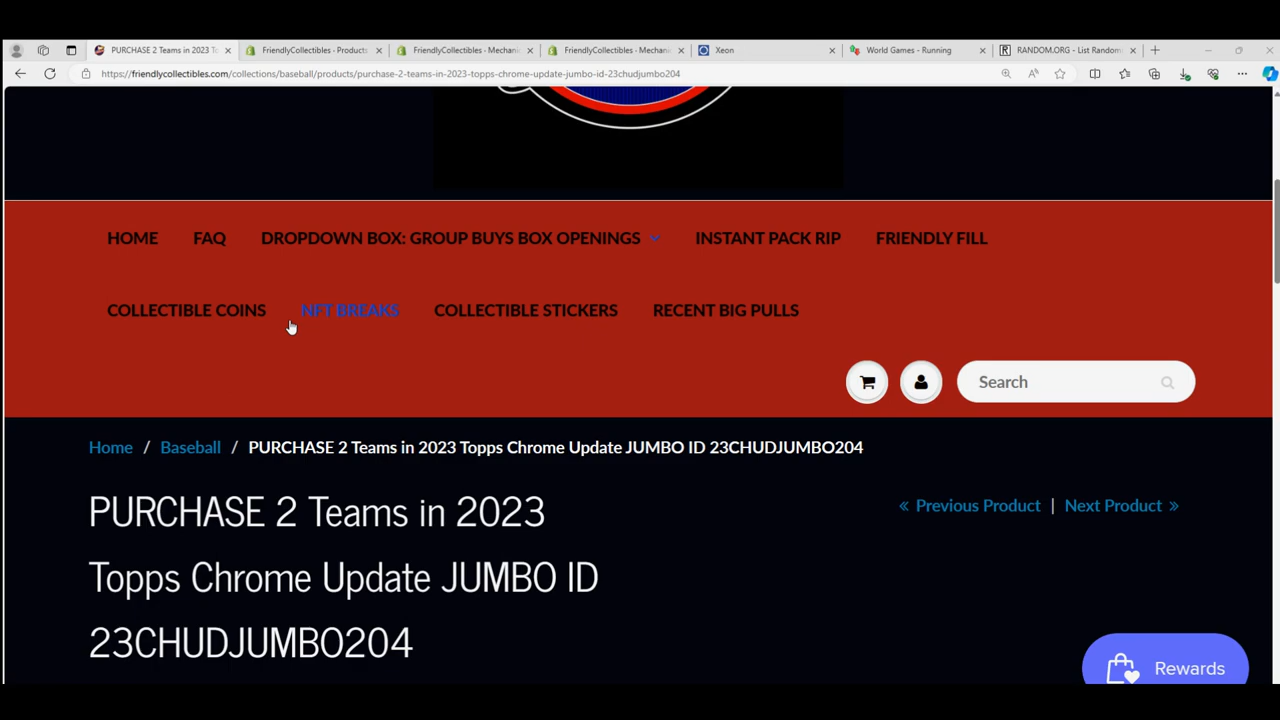 PURCHASE 2 Teams in 2023 To
FriendlyCollectibles - Products
FriendlyCollectibles - Mechanic
FriendlyCollectibles - Mechanic
Xeon
World Games - Running
RANDOM.ORG - List Random
https://friendlycollectibles.com/collections/baseball/products/purchase-2-teams-in-2023-topps-chrome-update-jumbo-id-23chudjumbo204
HOME FAQ DROPDOWN BOX: GROUP BUYS BOX OPENINGS INSTANT PACK RIP FRIENDLY FILL
COLLECTIBLE COINS NFT BREAKS COLLECTIBLE STICKERS RECENT BIG PULLS
Search
Home / Baseball / PURCHASE 2 Teams in 2023 Topps Chrome Update JUMBO ID 23CHUDJUMBO204
« Previous Product | Next Product »
PURCHASE 2 Teams in 2023
Topps Chrome Update JUMBO ID
23CHUDJUMBO204
Rewards